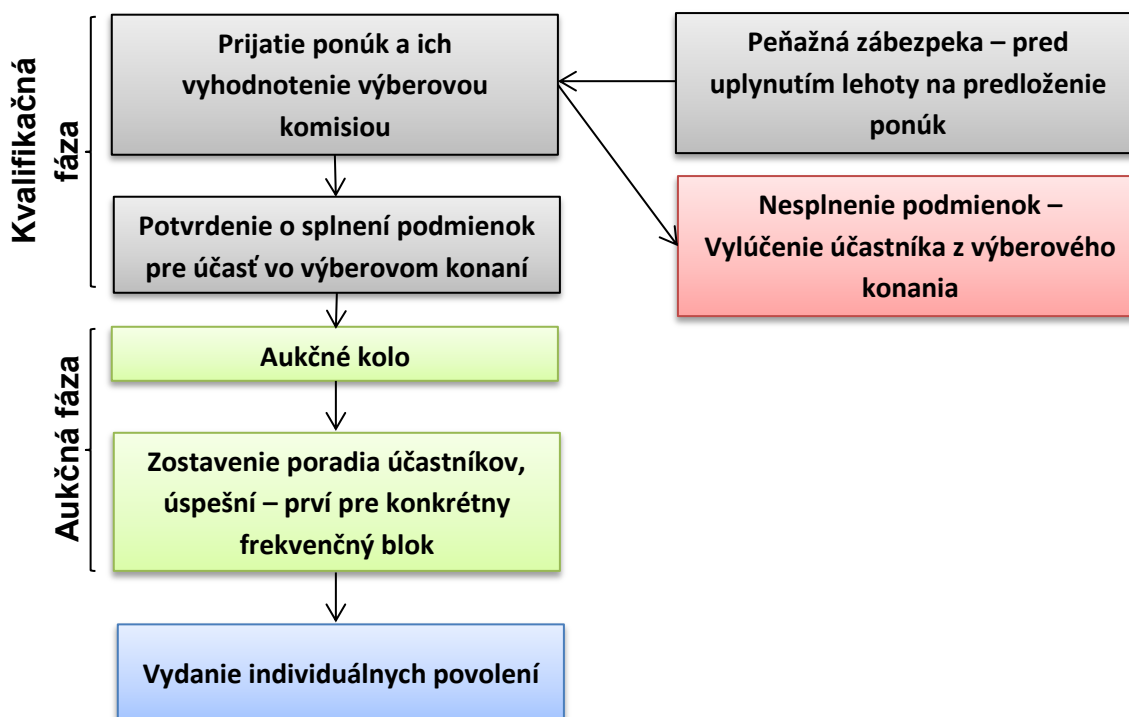 Kvalifikačná
fáza
Prijatie ponúk a ich
vyhodnotenie výberovou
komisiou
Peňažná zábezpeka – pred
uplynutím lehoty na predloženie
ponúk
Potvrdenie o splnení podmienok
pre účasť vo výberovom konaní
Nesplnenie podmienok –
Vylúčenie účastníka z výberového
konania
Aukčná fáza
Aukčné kolo
Zostavenie poradia účastníkov,
úspešní – prví pre konkrétny
frekvenčný blok
Vydanie individuálnych povolení